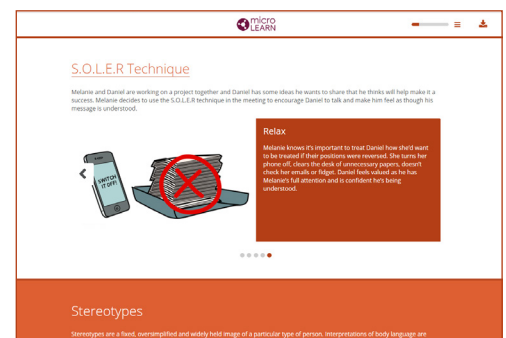 micro
LEARN
S.O.L.E.R Technique
Melanie and Daniel are working on a project together and Daniel has some ideas he wants to share that he thinks will help make it a
success. Melanie decides to use the S.O.L.E.R technique in the meeting to encourage Daniel to talk and make him feel as though his
message is understood.
SWITCH
IT OFF!
Relax
Melanie knows it's important to treat Daniel how she'd want
to be treated if their positions were reversed. She turns her
phone off, clears the desk of unnecessary papers, doesn't
check her emails or fidget. Daniel feels valued as he has
Melanie's full attention and is confident he's being
understood.
Stereotypes
Stereotypes are a fixed, oversimplified and widely held image of a particular type of person. Interpretations of body language are